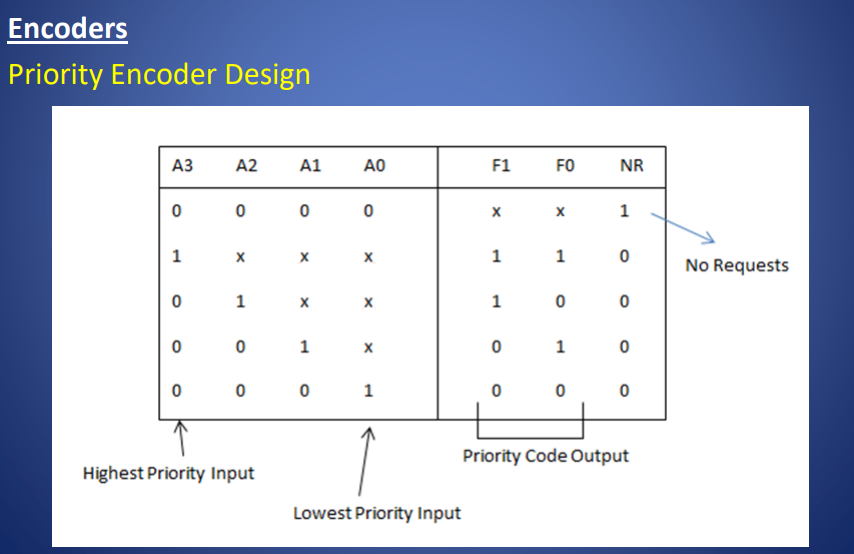 Encoders
Priority Encoder Design
A3 A2 A1 A0 F1 F0 NR
0 0 0 0 x x 1
1 x x x 1 1 0
No Requests
0 1 x x 1 0 0
0 0 1 x 0 1 0
0 0 0 1 0 0 0
Priority Code Output
Highest Priority Input
Lowest Priority Input